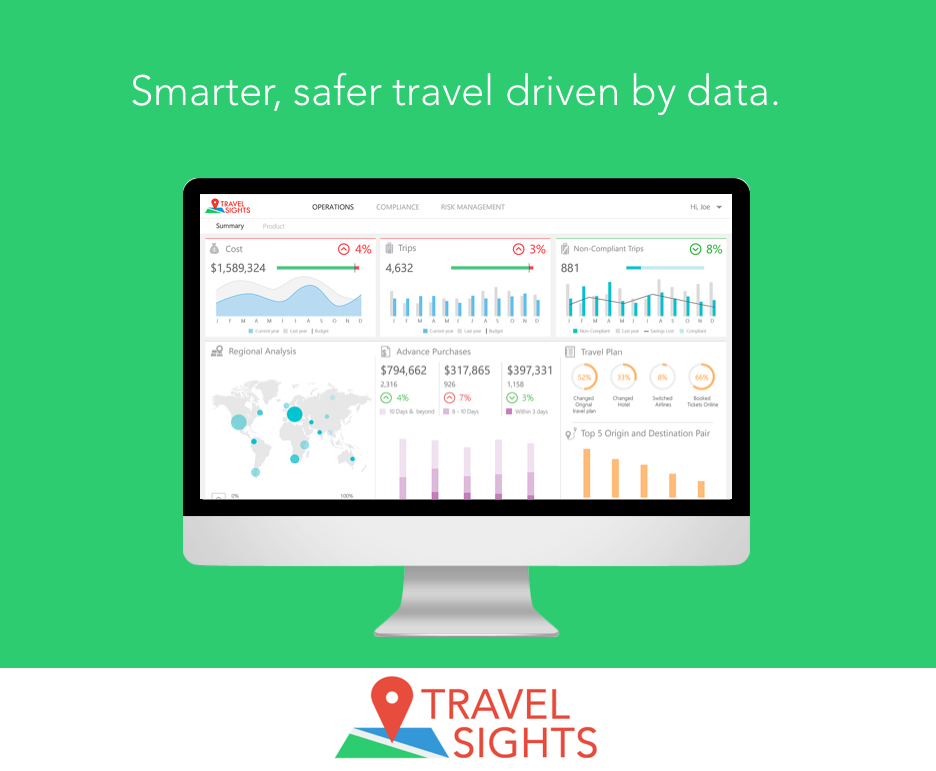 Smarter, safer travel driven by data.
TRAVEL
SIGHTS
OPERATIONS
COMPLIANCE
RISK MANAGEMENT
Hi, Joe
Summary
Product
Cost
4%
$1,589,324
J F M A M J J A S O N D
Current year
Last year
Budget
Trips
3%
4,632
J F M A M J J A S O N D
Current year
Last year
Budget
Non-Compliant Trips
8%
881
J F M A M J J A S O N D
Non-Compliant
Last year
Savings Lost
Complaint
Regional Analysis
0%
100%
Advance Purchases
$794,662
$317,865
$397,331
2,316
926
1,158
4%
7%
3%
10 Days & beyond
8 - 10 Days
Within 3 days
Travel Plan
52%
33%
8%
66%
Changed
Orignal
travel plan
Changed
Hotel
Switched
Airlines
Booked
Tickets Online
Top 5 Origin and Destination Pair
TRAVEL
SIGHTS